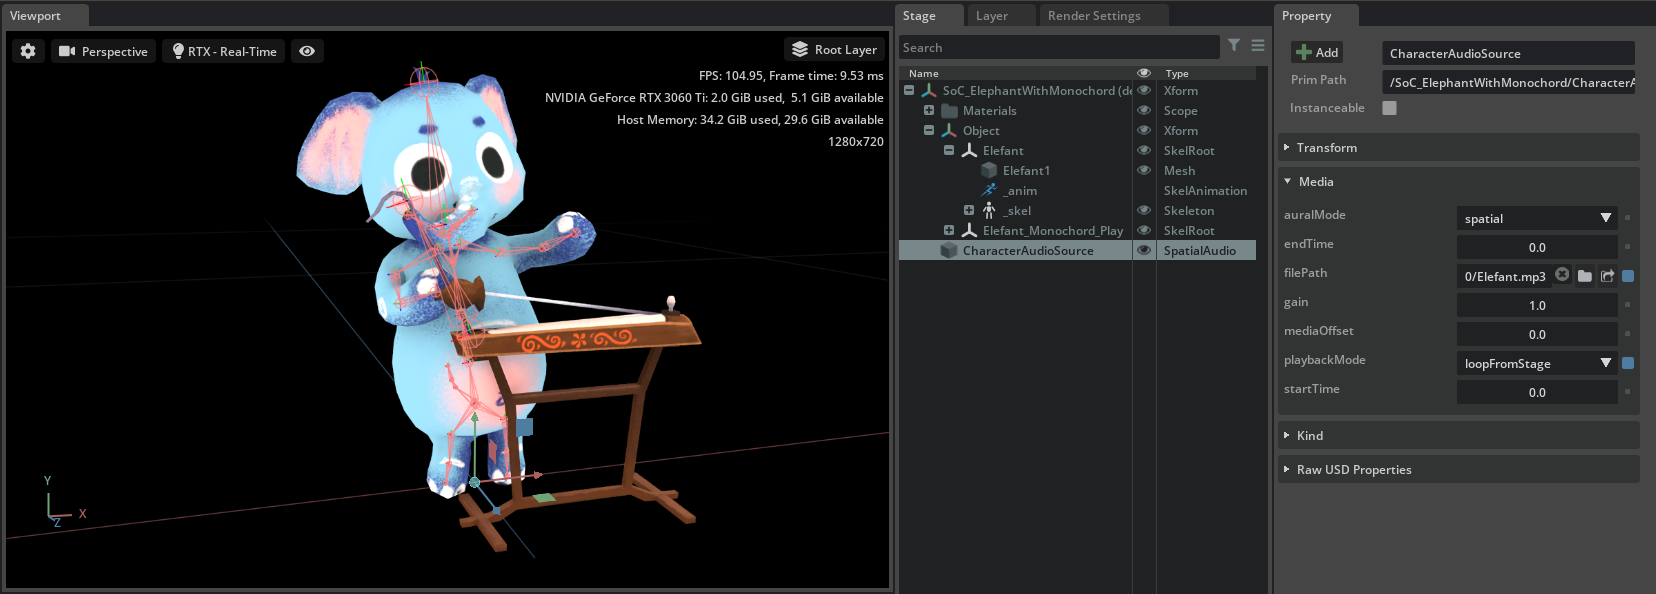 Viewport
Perspective
RTX - Real-Time
Root Layer
FPS: 104.95, Frame time: 9.53 ms
NVIDIA GeForce RTX 3060 Ti: 2.0 GiB used, 5.1 GiB available
Host Memory: 34.2 GiB used, 29.6 GiB available
1280x720
Y
X
Z
Stage
Layer
Render Settings
Search
Name Type
SoC_ElephantWithMonochord (de Xform
Materials Scope
Object Xform
Elefant SkelRoot
Elefant1 Mesh
_anim SkelAnimation
_skel Skeleton
Elefant_Monochord_Play SkelRoot
CharacterAudioSource SpatialAudio
Property
Add CharacterAudioSource
Prim Path /SoC_ElephantWithMonochord/CharacterA
Instanceable
Transform
Media
auralMode spatial
endTime 0.0
filePath 0/Elefant.mp3
gain 1.0
mediaOffset 0.0
playbackMode loopFromStage
startTime 0.0
Kind
Raw USD Properties